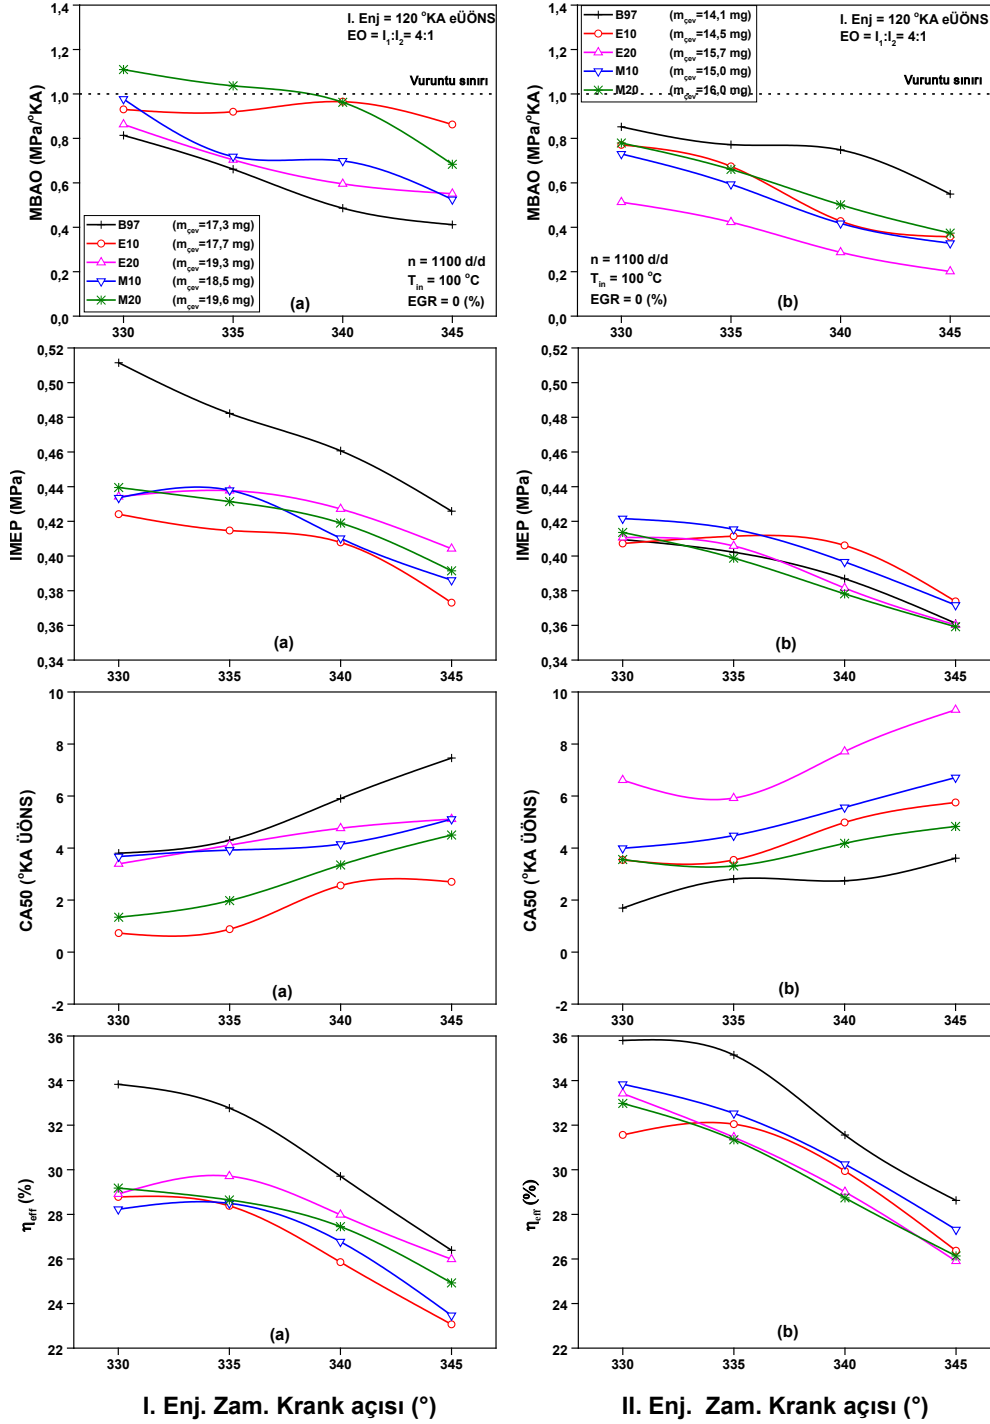 1,4
1,2
1,0
0,8
0,6
0,4
0,2
0,0
MBAO (MPa/°KA)
I. Enj = 120 °KA eÜÖNS
EO = I₁:I₂= 4:1
Vuruntu sınırı
B97 (mçev=17,3 mg)
E10 (mçev=17,7 mg)
E20 (mçev=19,3 mg)
M10 (mçev=18,5 mg)
M20 (mçev=19,6 mg)
n = 1100 d/d
Tin = 100 °C
EGR = 0 (%)
(a)
330 335 340 345
1,4
1,2
1,0
0,8
0,6
0,4
0,2
0,0
MBAO (MPa/°KA)
B97 (mçev=14,1 mg)
E10 (mçev=14,5 mg)
E20 (mçev=15,7 mg)
M10 (mçev=15,0 mg)
M20 (mçev=16,0 mg)
I. Enj = 120 °KA eÜÖNS
EO = I₁:I₂= 4:1
Vuruntu sınırı
n = 1100 d/d
Tin = 100 °C
EGR = 0 (%)
(b)
330 335 340 345
0,52
0,50
0,48
0,46
0,44
0,42
0,40
0,38
0,36
0,34
IMEP (MPa)
(a)
330 335 340 345
0,52
0,50
0,48
0,46
0,44
0,42
0,40
0,38
0,36
0,34
IMEP (MPa)
(b)
330 335 340 345
10
8
6
4
2
0
-2
CA50 (°KA ÜÖNS)
(a)
330 335 340 345
10
8
6
4
2
0
-2
CA50 (°KA ÜÖNS)
(b)
330 335 340 345
36
34
32
30
28
26
24
22
ηeff (%)
(a)
330 335 340 345
36
34
32
30
28
26
24
22
ηeff (%)
(b)
330 335 340 345
I. Enj. Zam. Krank açısı (°)
II. Enj. Zam. Krank açısı (°)